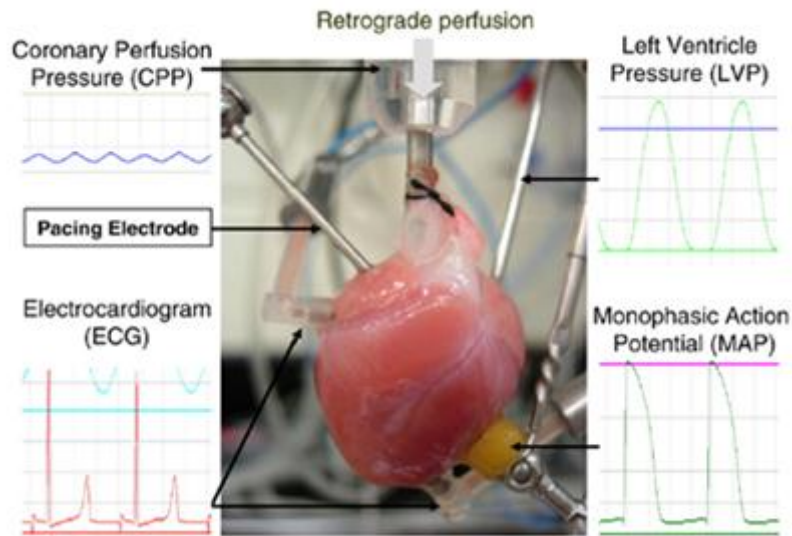 Retrograde perfusion
Coronary Perfusion
Pressure (CPP)
Left Ventricle
Pressure (LVP)
Pacing Electrode
Electrocardiogram
(ECG)
Monophasic Action
Potential (MAP)